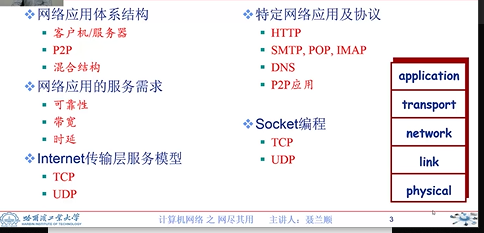 网络应用体系结构
客户机/服务器
P2P
混合结构
网络应用的服务需求
可靠性
带宽
时延
Internet传输层服务模型
TCP
UDP
特定网络应用及协议
HTTP
SMTP, POP, IMAP
DNS
P2P应用
Socket编程
TCP
UDP
application
transport
network
link
physical
哈爾濱工業大學
HARBIN INSTITUTE OF TECHNOLOGY
计算机网络 之 网尽其用
主讲人：聂兰顺
3